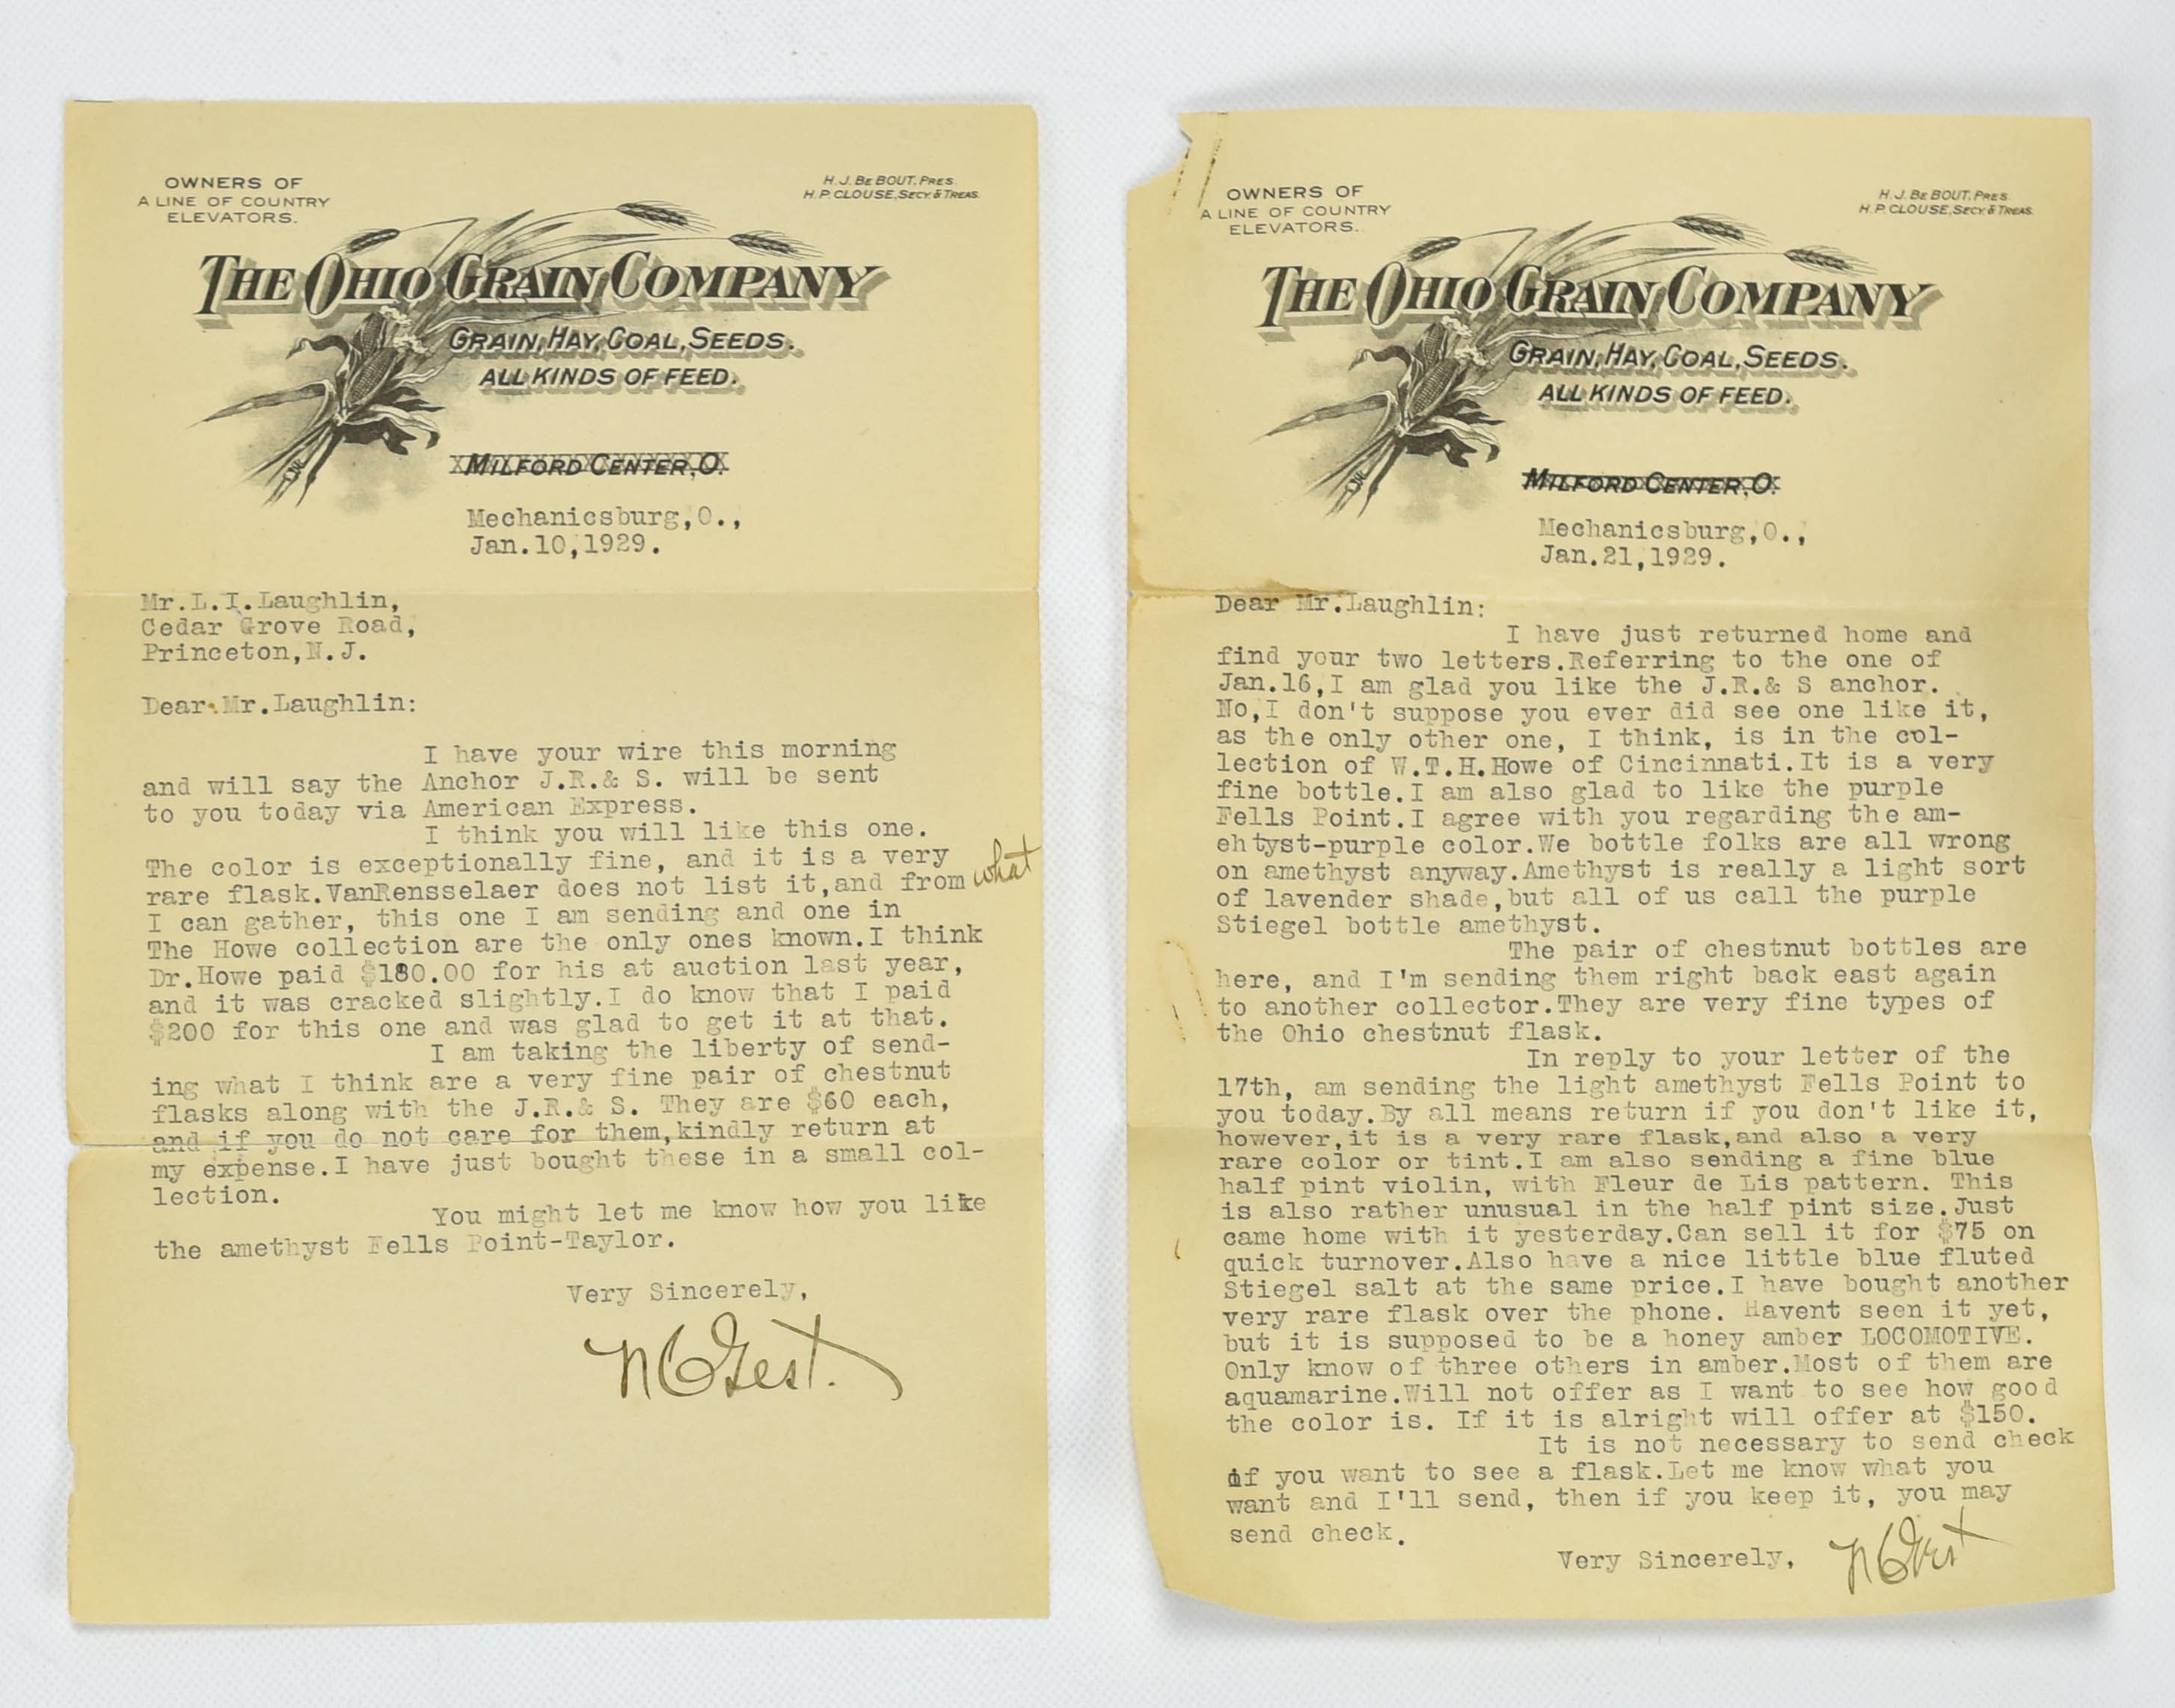 OWNERS OF
A LINE OF COUNTRY
ELEVATORS.
H.J. BEBOUT, PRES.
H.P. CLOUSE, SECY. & TREAS.
THE OHIO GRAIN COMPANY
GRAIN, HAY, COAL, SEEDS.
ALL KINDS OF FEED.
MILFORD CENTER, O.
Mechanicsburg,O.,
Jan.10,1929.
Mr.L.I.Laughlin,
Cedar Grove Road,
Princeton,N.J.
Dear Mr.Laughlin:
I have your wire this morning
and will say the Anchor J.R.& S. will be sent
to you today via American Express.
I think you will like this one.
The color is exceptionally fine, and it is a very
rare flask.VanRensselaer does not list it,and from what
I can gather, this one I am sending and one in
The Howe collection are the only ones known.I think
Dr.Howe paid $180.00 for his at auction last year,
and it was cracked slightly.I do know that I paid
$200 for this one and was glad to get it at that.
I am taking the liberty of send-
ing what I think are a very fine pair of chestnut
flasks along with the J.R.& S. They are $60 each,
and if you do not care for them,kindly return at
my expense.I have just bought these in a small col-
lection.
You might let me know how you like
the amethyst Fells Point-Taylor.
Very Sincerely,
NCGest.
OWNERS OF
A LINE OF COUNTRY
ELEVATORS.
H.J. BEBOUT, PRES.
H.P. CLOUSE, SECY. & TREAS.
THE OHIO GRAIN COMPANY
GRAIN, HAY, COAL, SEEDS.
ALL KINDS OF FEED.
MILFORD CENTER, O.
Mechanicsburg,O.,
Jan.21,1929.
Dear Mr.Laughlin:
I have just returned home and
find your two letters.Referring to the one of
Jan.16,I am glad you like the J.R.& S anchor.
No,I don't suppose you ever did see one like it,
as the only other one, I think, is in the col-
lection of W.T.H.Howe of Cincinnati.It is a very
fine bottle.I am also glad to like the purple
Fells Point.I agree with you regarding the am-
ehtyst-purple color.We bottle folks are all wrong
on amethyst anyway.Amethyst is really a light sort
of lavender shade,but all of us call the purple
Stiegel bottle amethyst.
The pair of chestnut bottles are
here, and I'm sending them right back east again
to another collector.They are very fine types of
the Ohio chestnut flask.
In reply to your letter of the
17th, am sending the light amethyst Fells Point to
you today.By all means return if you don't like it,
however,it is a very rare flask,and also a very
rare color or tint.I am also sending a fine blue
half pint violin, with Fleur de Lis pattern. This
is also rather unusual in the half pint size.Just
came home with it yesterday.Can sell it for $75 on
quick turnover.Also have a nice little blue fluted
Stiegel salt at the same price.I have bought another
very rare flask over the phone. Havent seen it yet,
but it is supposed to be a honey amber LOCOMOTIVE.
Only know of three others in amber.Most of them are
aquamarine.Will not offer as I want to see how good
the color is. If it is alright will offer at $150.
It is not necessary to send check
if you want to see a flask.Let me know what you
want and I'll send, then if you keep it, you may
send check.
Very Sincerely,
NCGest